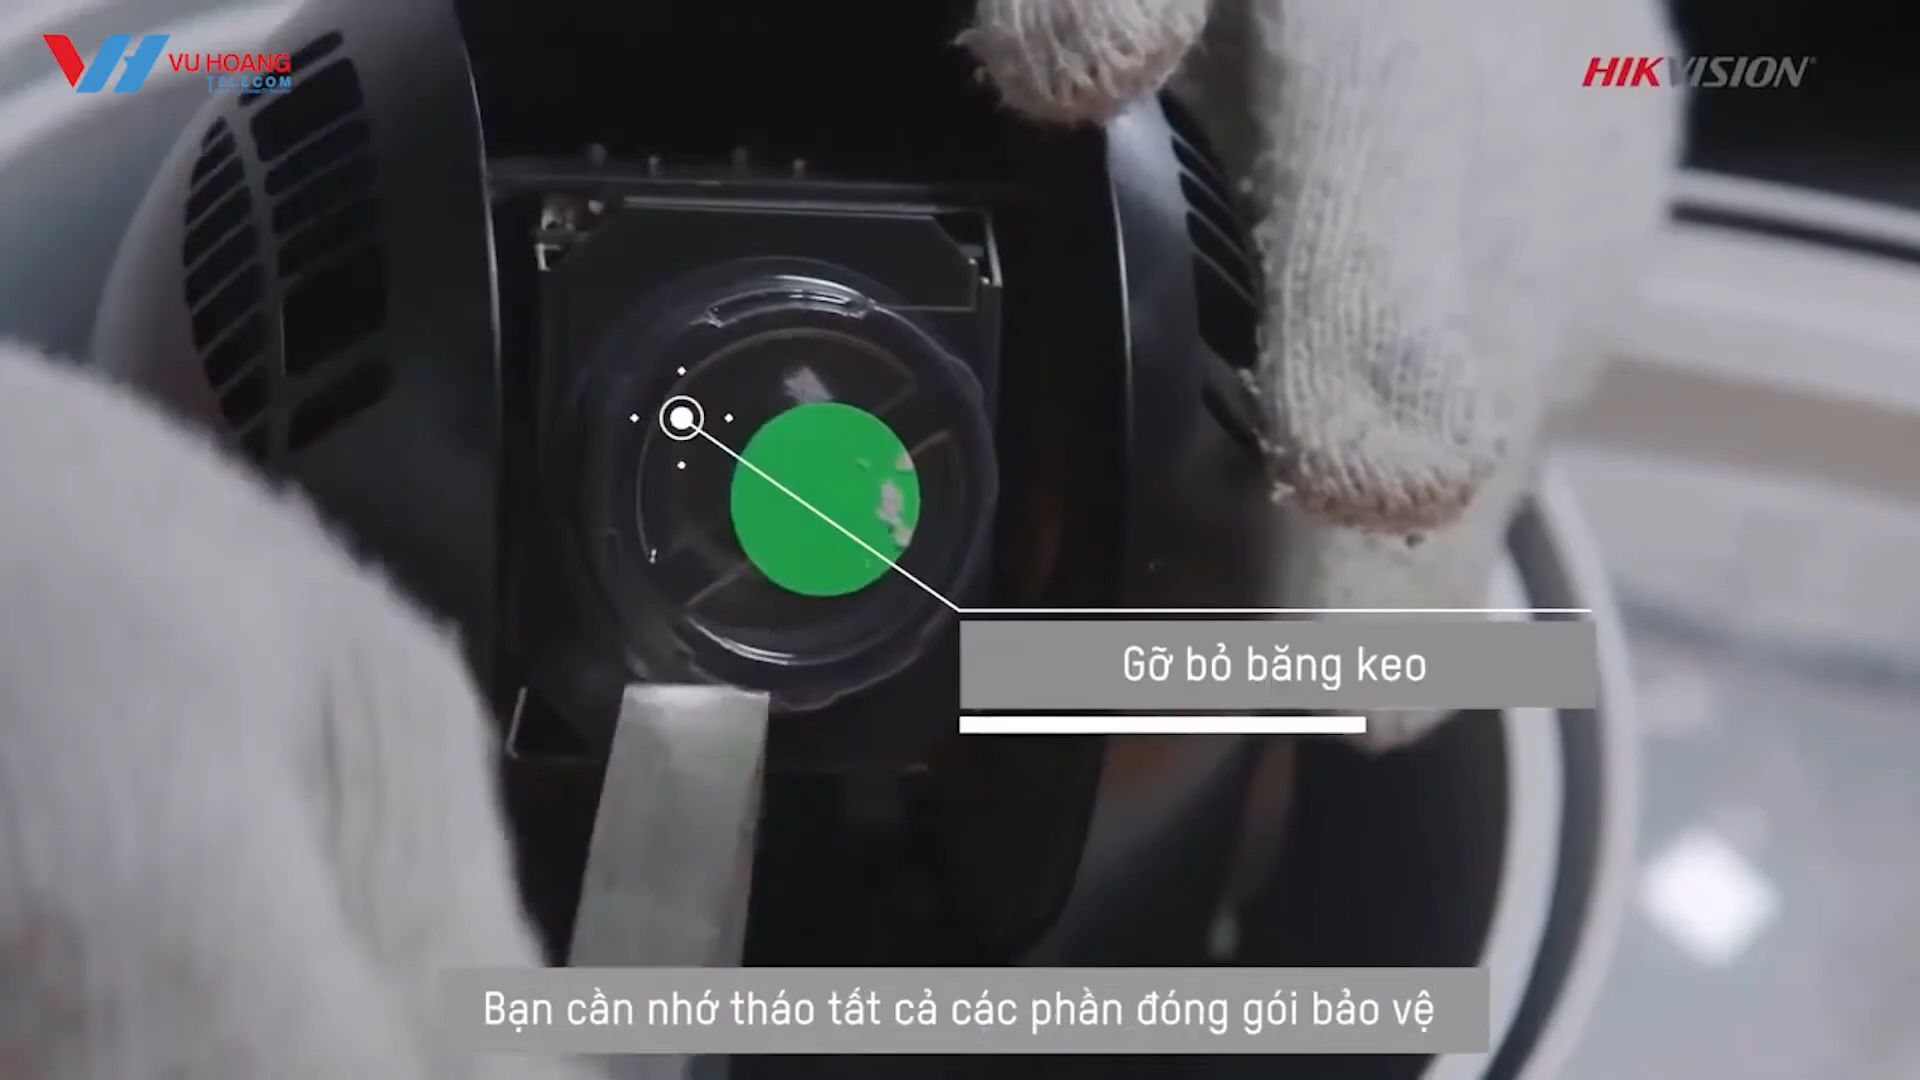 VU HOANG
TELECOM
HIKVISION
Gỡ bỏ băng keo
Bạn cần nhớ tháo tất cả các phần đóng gói bảo vệ